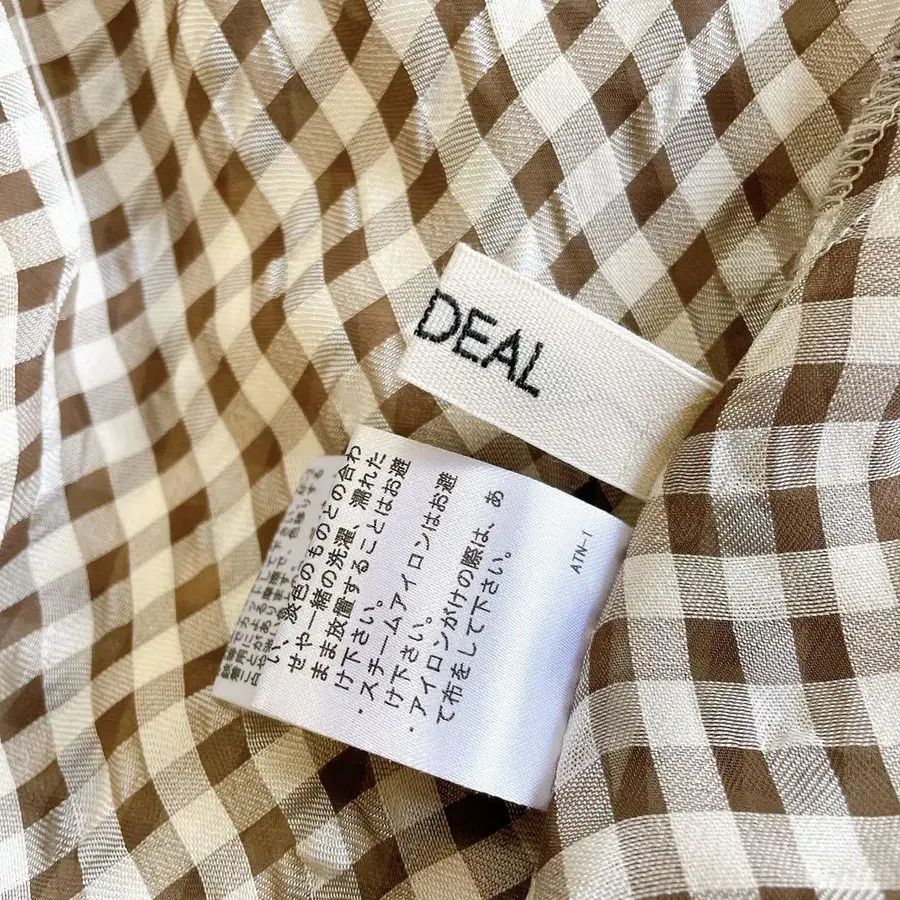 DEAL
い。淡色のものとの合わ
せや一緒の洗濯、濡れた
まま放置することはお避
け下さい。
・スチームアイロンはお避
け下さい。
・アイロンがけの際は、あ
て布をして下さい。
ATN-1